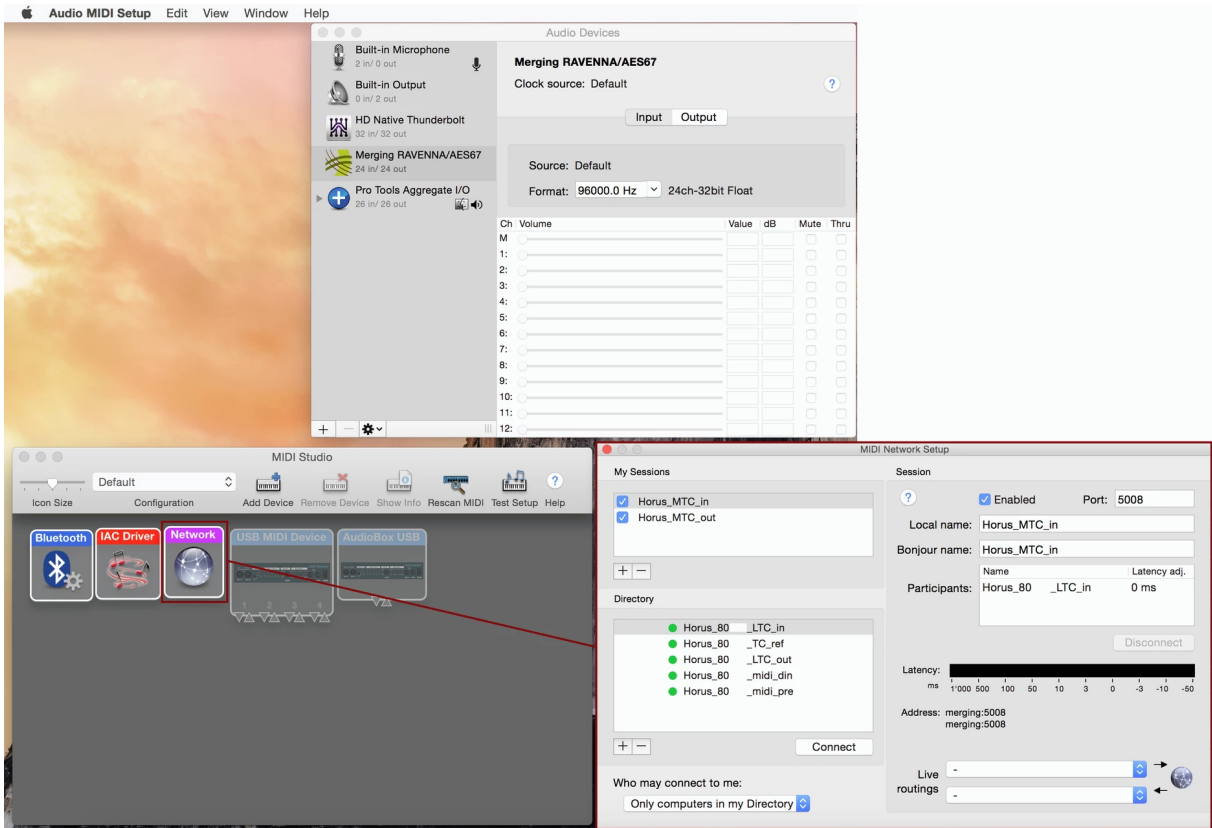 Audio MIDI Setup Edit View Window Help
Audio Devices
Built-in Microphone
2 in/ 0 out
Built-in Output
0 in/ 2 out
HD Native Thunderbolt
32 in/ 32 out
Merging RAVENNA/AES67
24 in/ 24 out
Pro Tools Aggregate I/O
26 in/ 26 out
Merging RAVENNA/AES67
Clock source: Default
?
Input Output
Source: Default
Format: 96000.0 Hz 24ch-32bit Float
Ch Volume Value dB Mute Thru
M
1:
2:
3:
4:
5:
6:
7:
8:
9:
10:
11:
12:
MIDI Studio
Default
?
Icon Size Configuration Add Device Remove Device Show Info Rescan MIDI Test Setup Help
Bluetooth IAC Driver Network USB MIDI Device AudioBox USB
1 2 3 4
MIDI Network Setup
My Sessions
Horus_MTC_in
Horus_MTC_out
Directory
Horus_80 _LTC_in
Horus_80 _TC_ref
Horus_80 _LTC_out
Horus_80 _midi_din
Horus_80 _midi_pre
Connect
Who may connect to me:
Only computers in my Directory
Session
? Enabled Port: 5008
Local name: Horus_MTC_in
Bonjour name: Horus_MTC_in
Name Latency adj.
Participants: Horus_80 _LTC_in 0 ms
Disconnect
Latency:
ms 1'000 500 100 50 10 3 0 -3 -10 -50
Address: merging:5008
merging:5008
Live routings
-
-